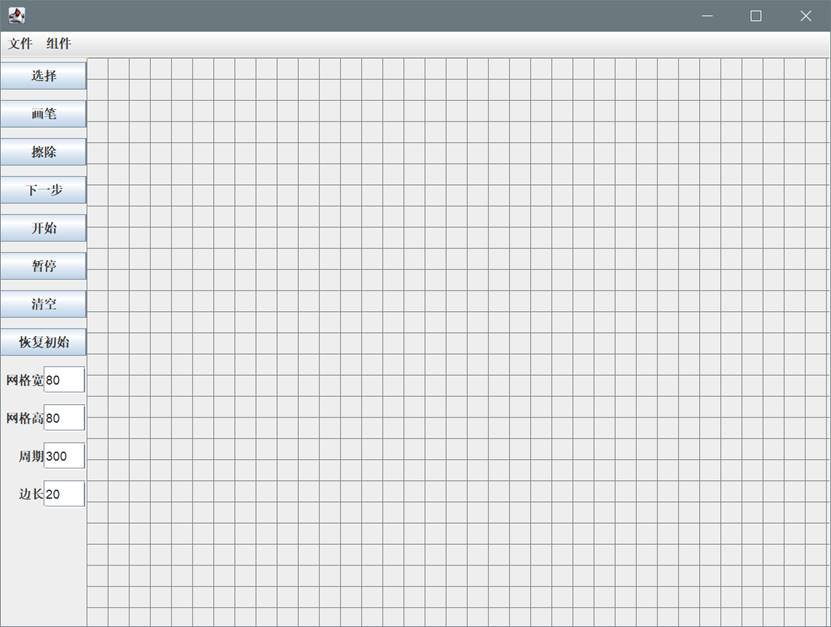 文件 组件
选择
画笔
擦除
下一步
开始
暂停
清空
恢复初始
网格宽 80
网格高 80
周期 300
边长 20